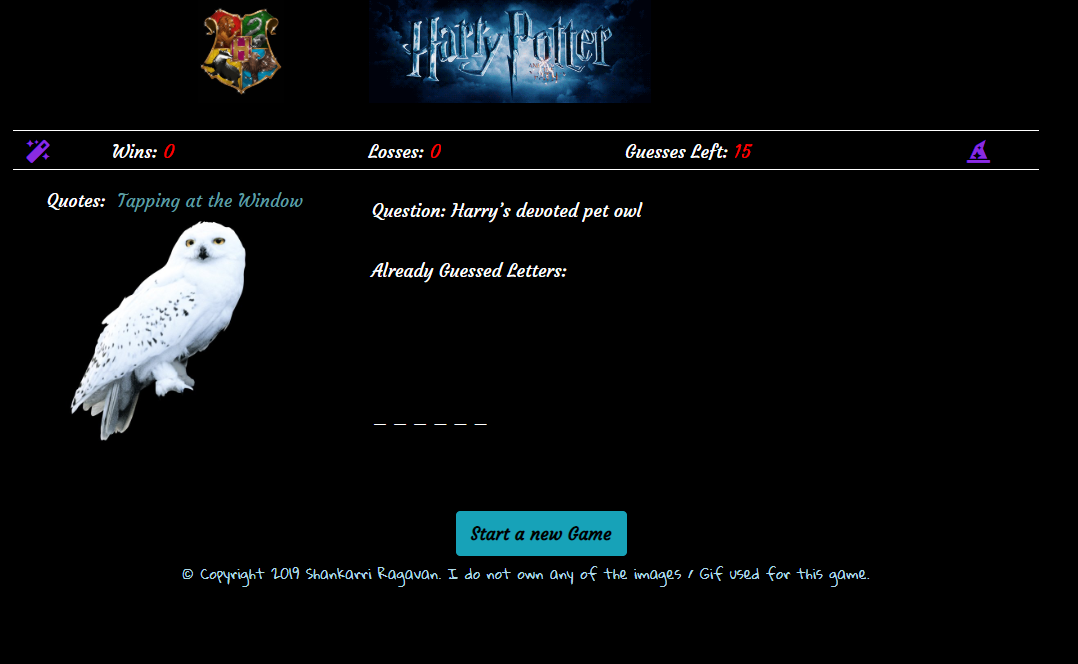 Harry Potter
Wins: 0 Losses: 0 Guesses Left: 15
Quotes: Tapping at the Window
Question: Harry's devoted pet owl
Already Guessed Letters:
_ _ _ _ _ _
Start a new Game
© Copyright 2019 Shankarri Ragavan. I do not own any of the images / Gif used for this game.